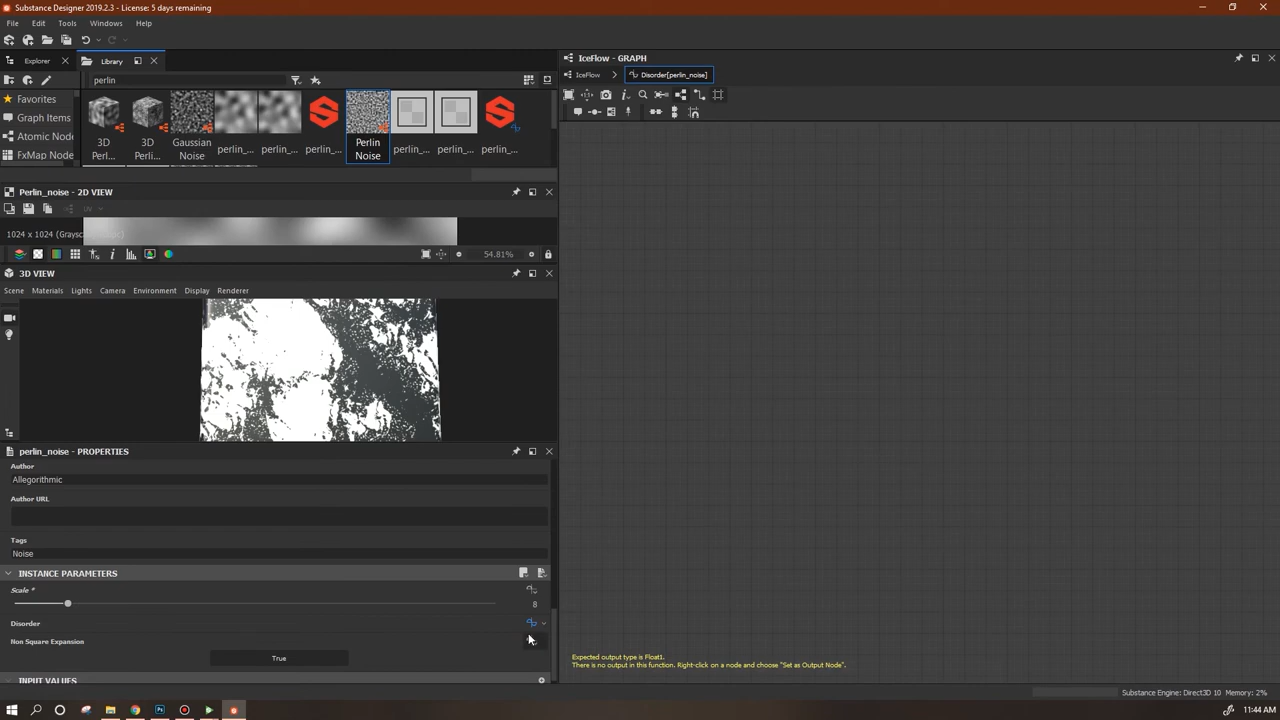 Substance Designer 2019.2.3 - License: 5 days remaining
File Edit Tools Windows Help
Explorer Library
perlin
Favorites
Graph Items
Atomic Node
FxMap Node
3D Perl...
3D Perli...
Gaussian Noise
perlin_...
perlin_...
perlin_...
Perlin Noise
perlin_...
perlin_...
perlin_...
Perlin_noise - 2D VIEW
UV
1024 x 1024 (Grayscale
54.81%
3D VIEW
Scene Materials Lights Camera Environment Display Renderer
perlin_noise - PROPERTIES
Author
Allegorithmic
Author URL
Tags
Noise
INSTANCE PARAMETERS
Scale *
8
Disorder
Non Square Expansion
True
INPUT VALUES
IceFlow - GRAPH
IceFlow Disorder[perlin_noise]
Expected output type is Float1.
There is no output in this function. Right-click on a node and choose "Set as Output Node".
Substance Engine: Direct3D 10 Memory: 2%
11:44 AM